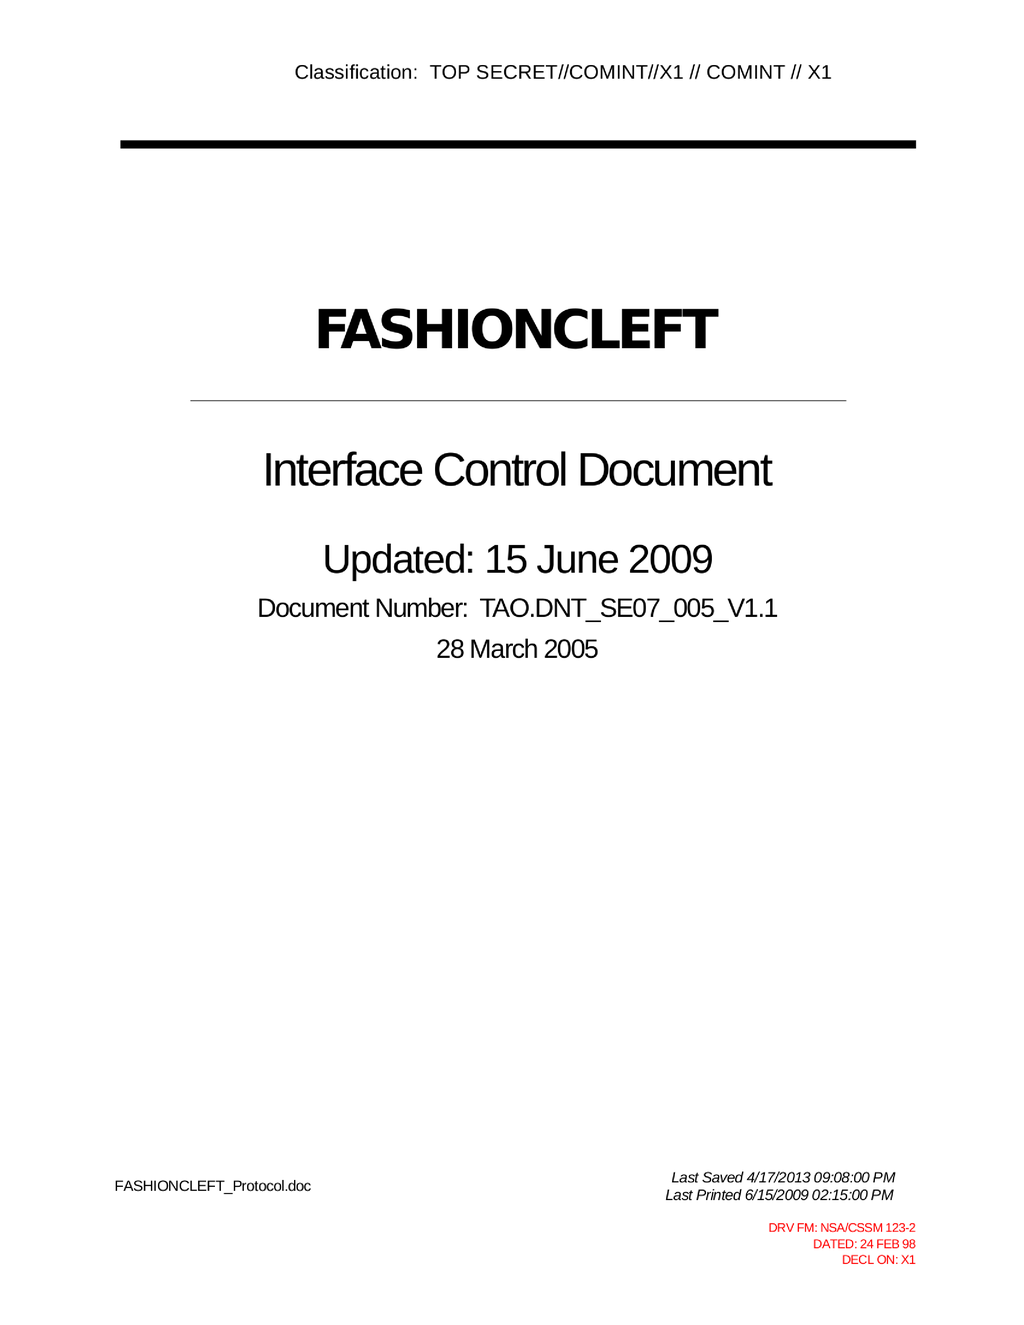 Classification:  TOP SECRET//COMINT//X1 // COMINT // X1
FASHIONCLEFT
Interface Control Document
Updated: 15 June 2009
Document Number:  TAO.DNT_SE07_005_V1.1
28 March 2005
FASHIONCLEFT_Protocol.doc
Last Saved 4/17/2013 09:08:00 PM
Last Printed 6/15/2009 02:15:00 PM
DRV FM: NSA/CSSM 123-2
DATED: 24 FEB 98
DECL ON: X1